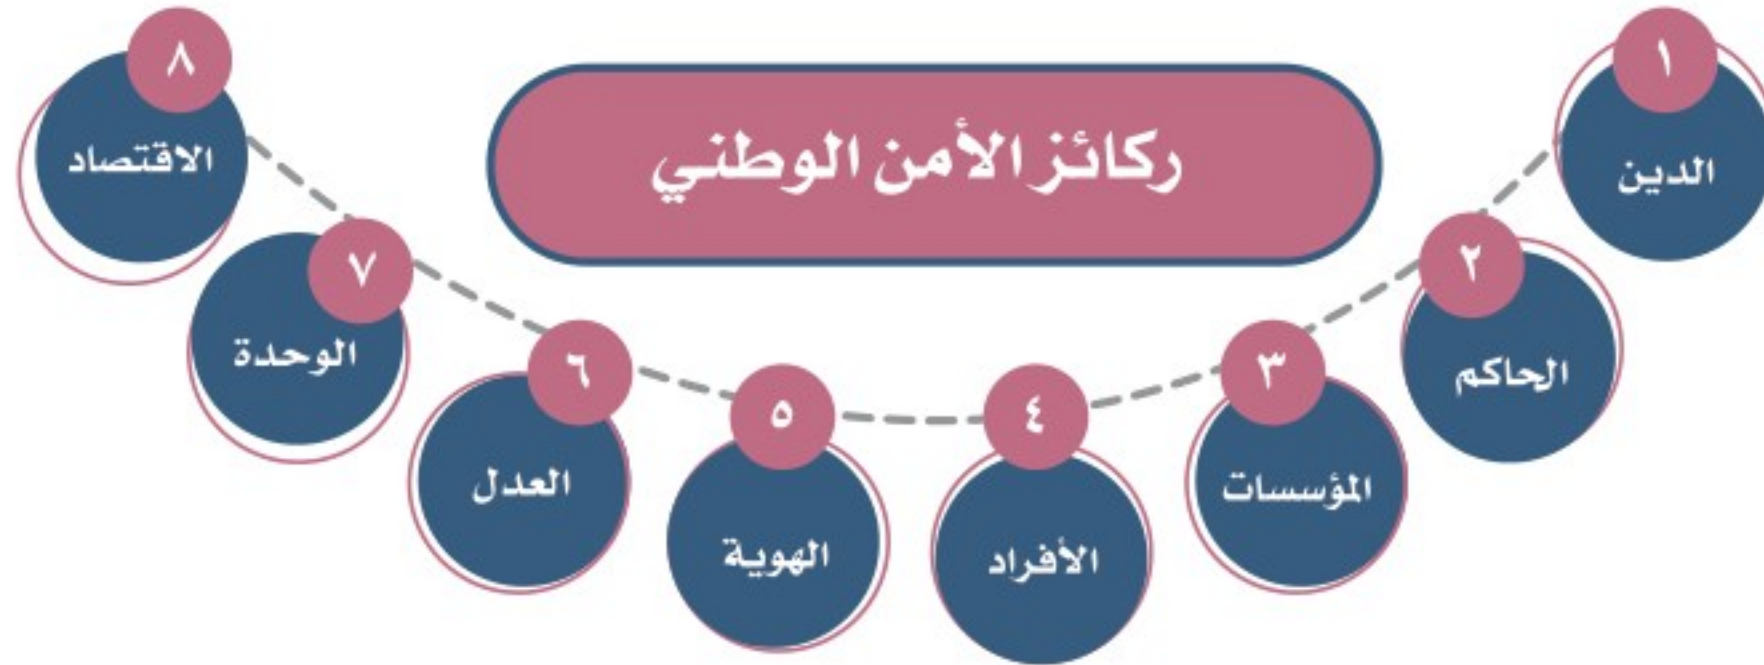 ركائز الأمن الوطني
١
الدين
٢
الحاكم
٣
المؤسسات
٤
الأفراد
٥
الهوية
٦
العدل
٧
الوحدة
٨
الاقتصاد